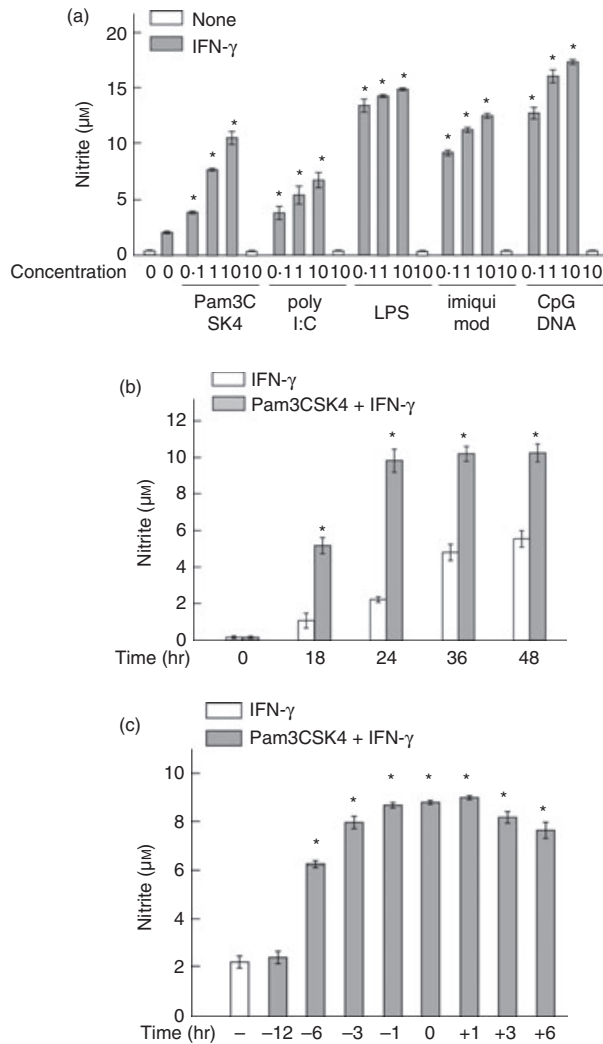 (a)
None
IFN-γ
20
15
10
5
0
Nitrite (µM)
Concentration 0 0 0·1 1 10 10 0·1 1 10 10 0·1 1 10 10 0·1 1 10 10 0·1 1 10 10
Pam3C poly LPS imiqui CpG
SK4 I:C mod DNA
* * * * * * * * * * * * * * *
(b)
IFN-γ
Pam3CSK4 + IFN-γ
12
10
8
6
4
2
0
Nitrite (µM)
* * * *
Time (hr) 0 18 24 36 48
(c)
IFN-γ
Pam3CSK4 + IFN-γ
10
8
6
4
2
0
Nitrite (µM)
* * * * * * *
Time (hr) – –12 –6 –3 –1 0 +1 +3 +6